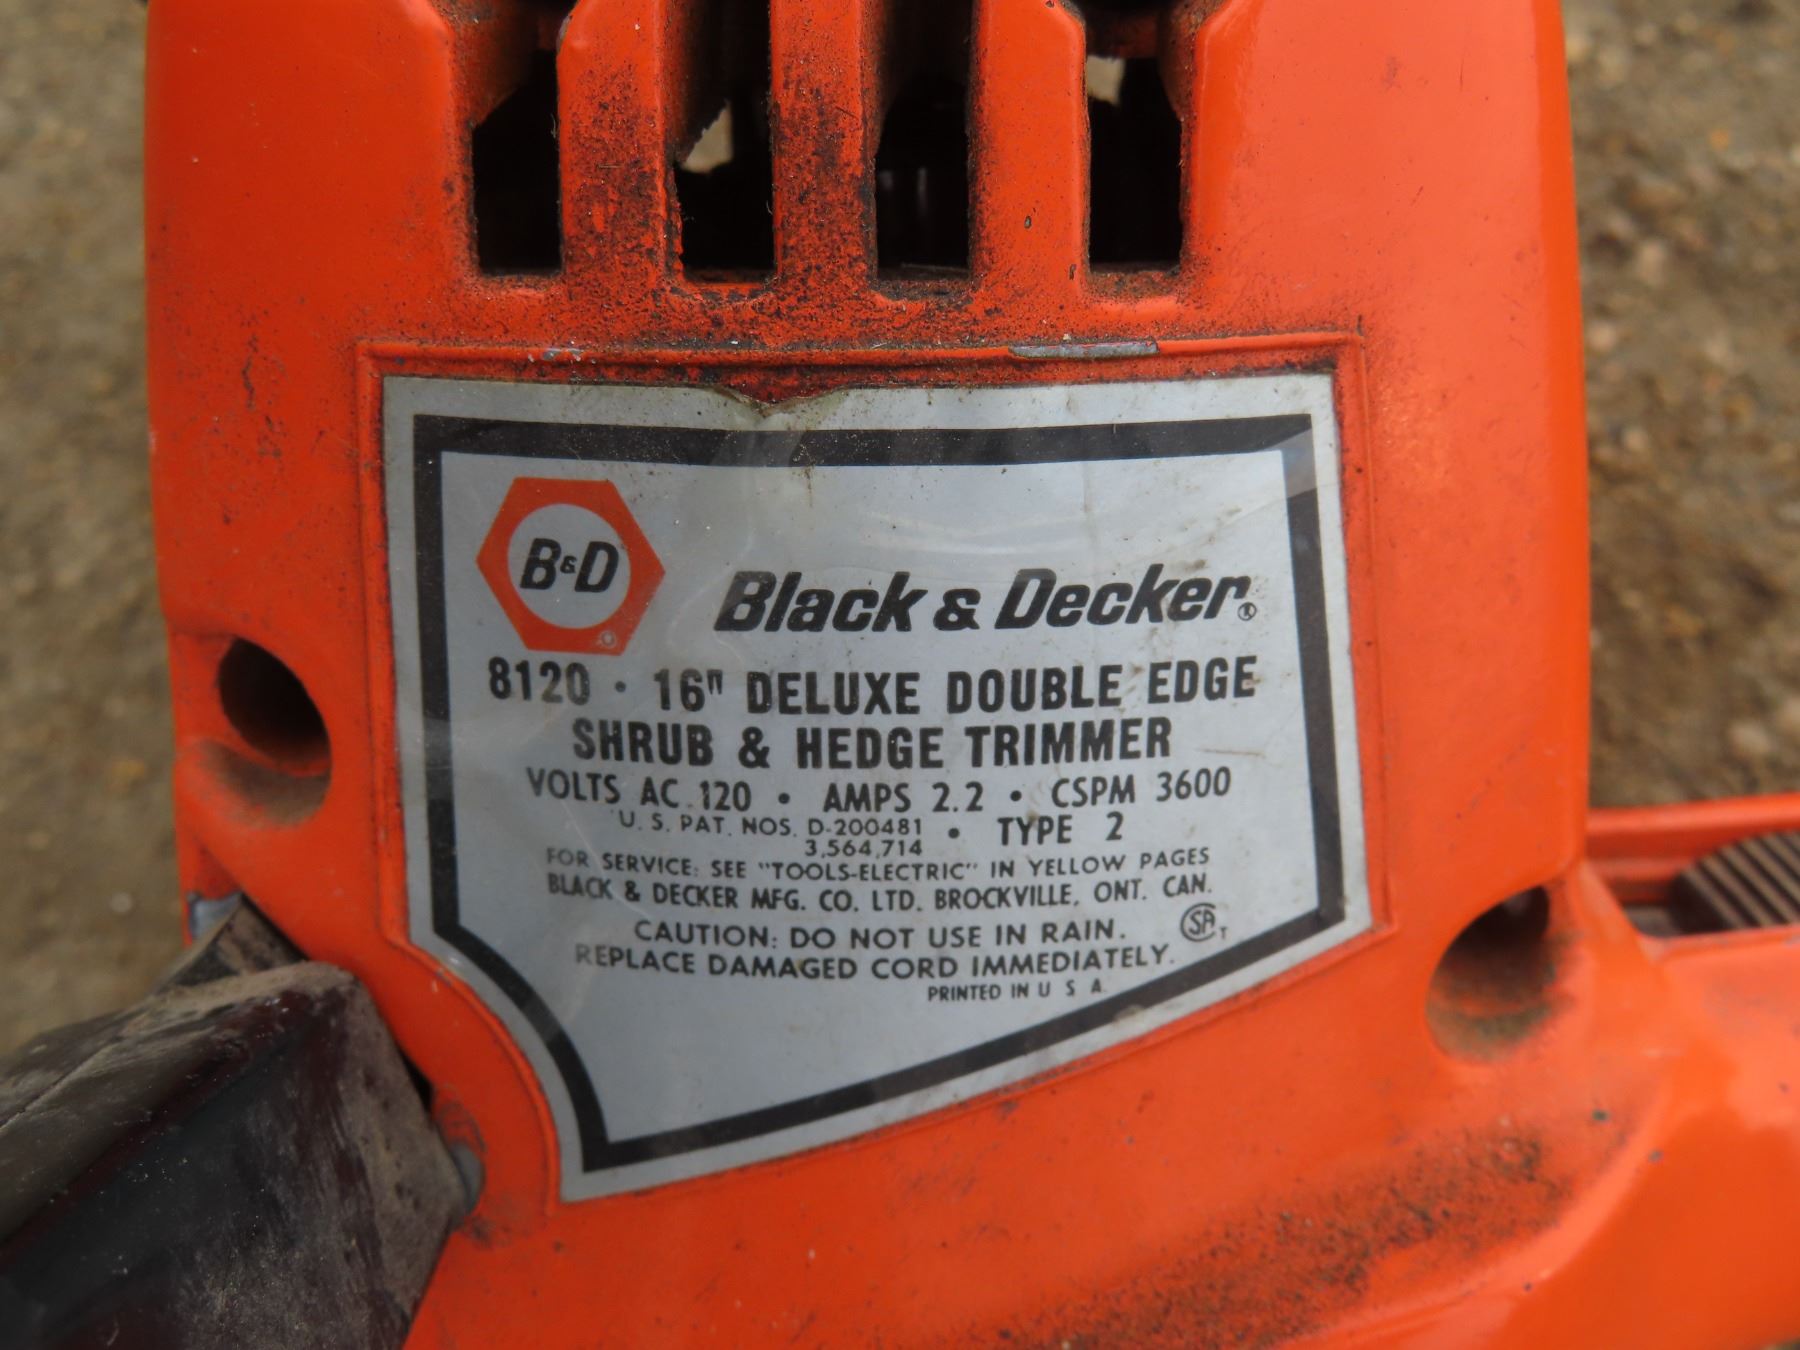 B&D
Black & Decker®
8120 · 16" DELUXE DOUBLE EDGE
SHRUB & HEDGE TRIMMER
VOLTS AC 120 • AMPS 2.2 • CSPM 3600
U. S. PAT. NOS. D-200481 • TYPE 2
3,564,714
FOR SERVICE: SEE "TOOLS-ELECTRIC" IN YELLOW PAGES
BLACK & DECKER MFG. CO. LTD. BROCKVILLE, ONT. CAN.
CAUTION: DO NOT USE IN RAIN.
REPLACE DAMAGED CORD IMMEDIATELY.
PRINTED IN U S A